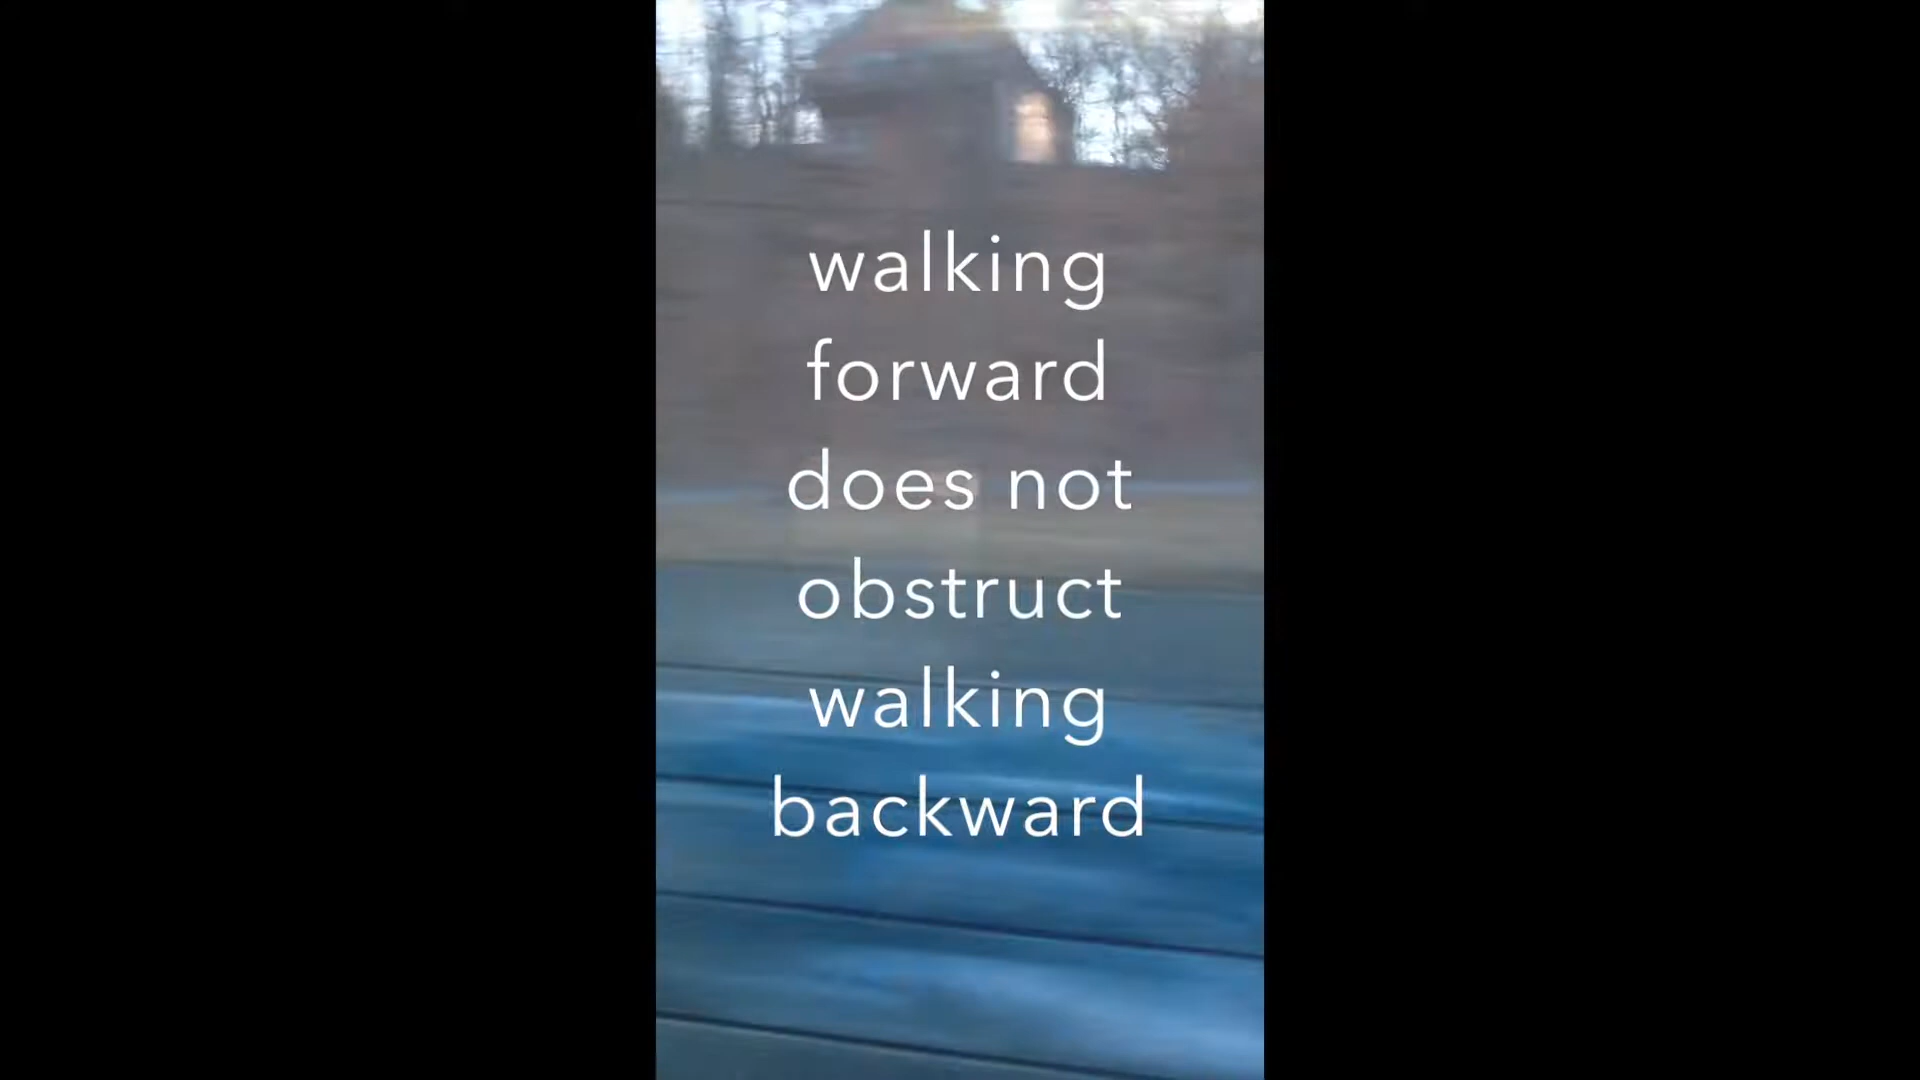 walking
forward
does not
obstruct
walking
backward